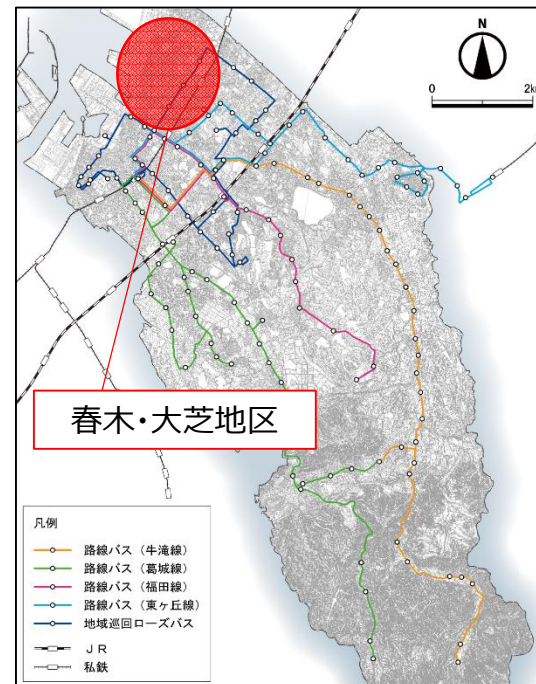 N
0 2km
春木・大芝地区
凡例
路線バス（牛滝線）
路線バス（葛城線）
路線バス（福田線）
路線バス（東ヶ丘線）
地域巡回ローズバス
ＪＲ
私鉄